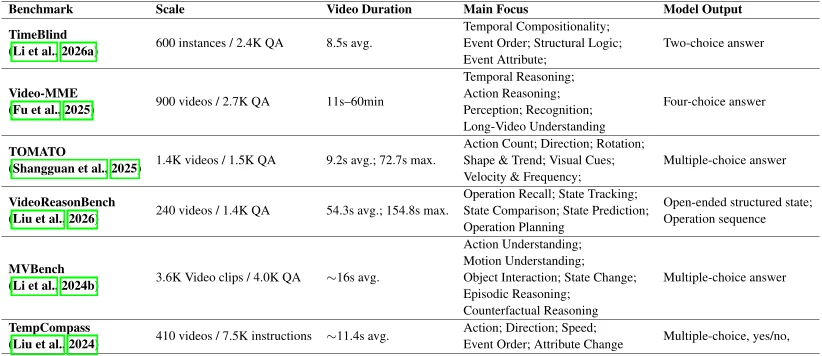 Benchmark Scale Video Duration Main Focus Model Output
TimeBlind
(Li et al., 2026a)
600 instances / 2.4K QA
8.5s avg.
Temporal Compositionality;
Event Order; Structural Logic;
Event Attribute;
Two-choice answer
Video-MME
(Fu et al., 2025)
900 videos / 2.7K QA
11s–60min
Temporal Reasoning;
Action Reasoning;
Perception; Recognition;
Long-Video Understanding
Four-choice answer
TOMATO
(Shangguan et al., 2025)
1.4K videos / 1.5K QA
9.2s avg.; 72.7s max.
Action Count; Direction; Rotation;
Shape & Trend; Visual Cues;
Velocity & Frequency;
Multiple-choice answer
VideoReasonBench
(Liu et al., 2026)
240 videos / 1.4K QA
54.3s avg.; 154.8s max.
Operation Recall; State Tracking;
State Comparison; State Prediction;
Operation Planning
Open-ended structured state;
Operation sequence
MVBench
(Li et al., 2024b)
3.6K Video clips / 4.0K QA
∼16s avg.
Action Understanding;
Motion Understanding;
Object Interaction; State Change;
Episodic Reasoning;
Counterfactual Reasoning
Multiple-choice answer
TempCompass
(Liu et al., 2024)
410 videos / 7.5K instructions
∼11.4s avg.
Action; Direction; Speed;
Event Order; Attribute Change
Multiple-choice, yes/no,